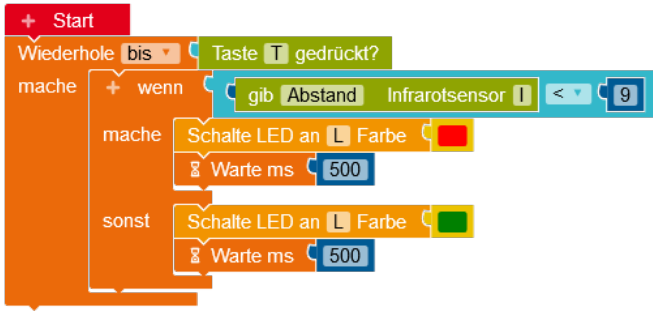 + Start
Wiederhole bis Taste T gedrückt?
mache + wenn gib Abstand Infrarotsensor I < 9
mache Schalte LED an L Farbe
Warte ms 500
sonst Schalte LED an L Farbe
Warte ms 500